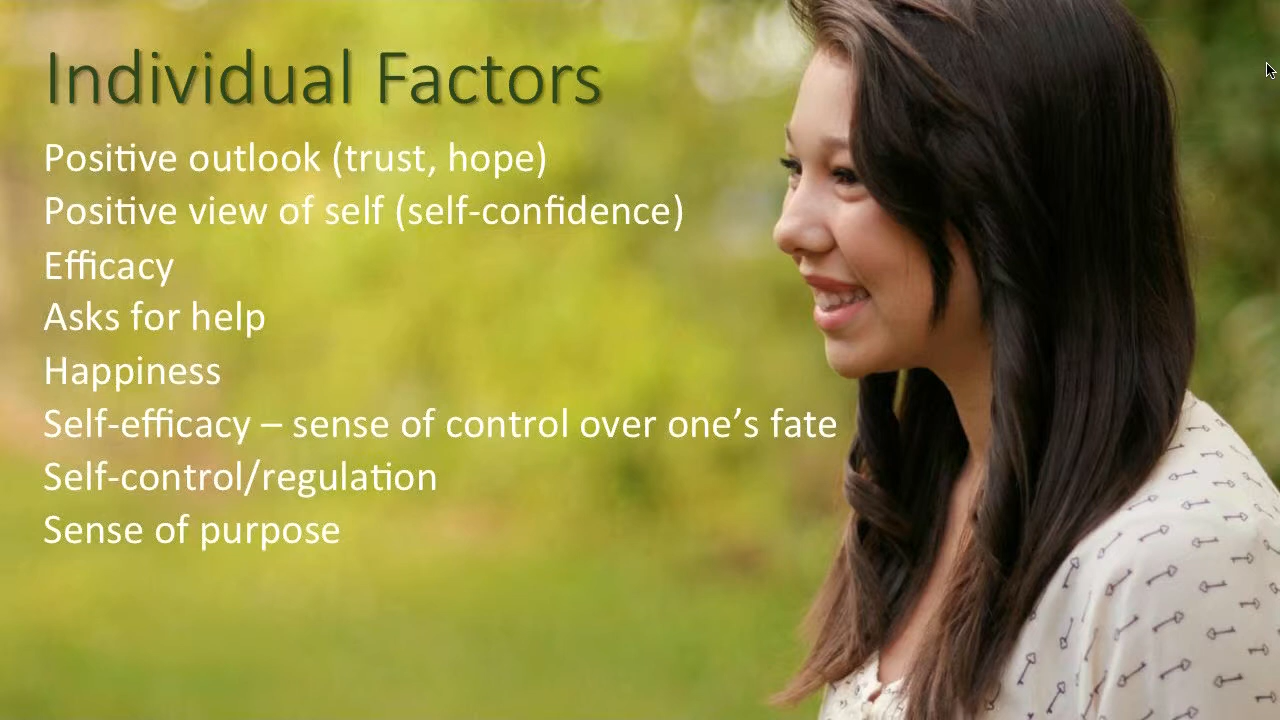 Individual Factors
Positive outlook (trust, hope)
Positive view of self (self-confidence)
Efficacy
Asks for help
Happiness
Self-efficacy – sense of control over one’s fate
Self-control/regulation
Sense of purpose